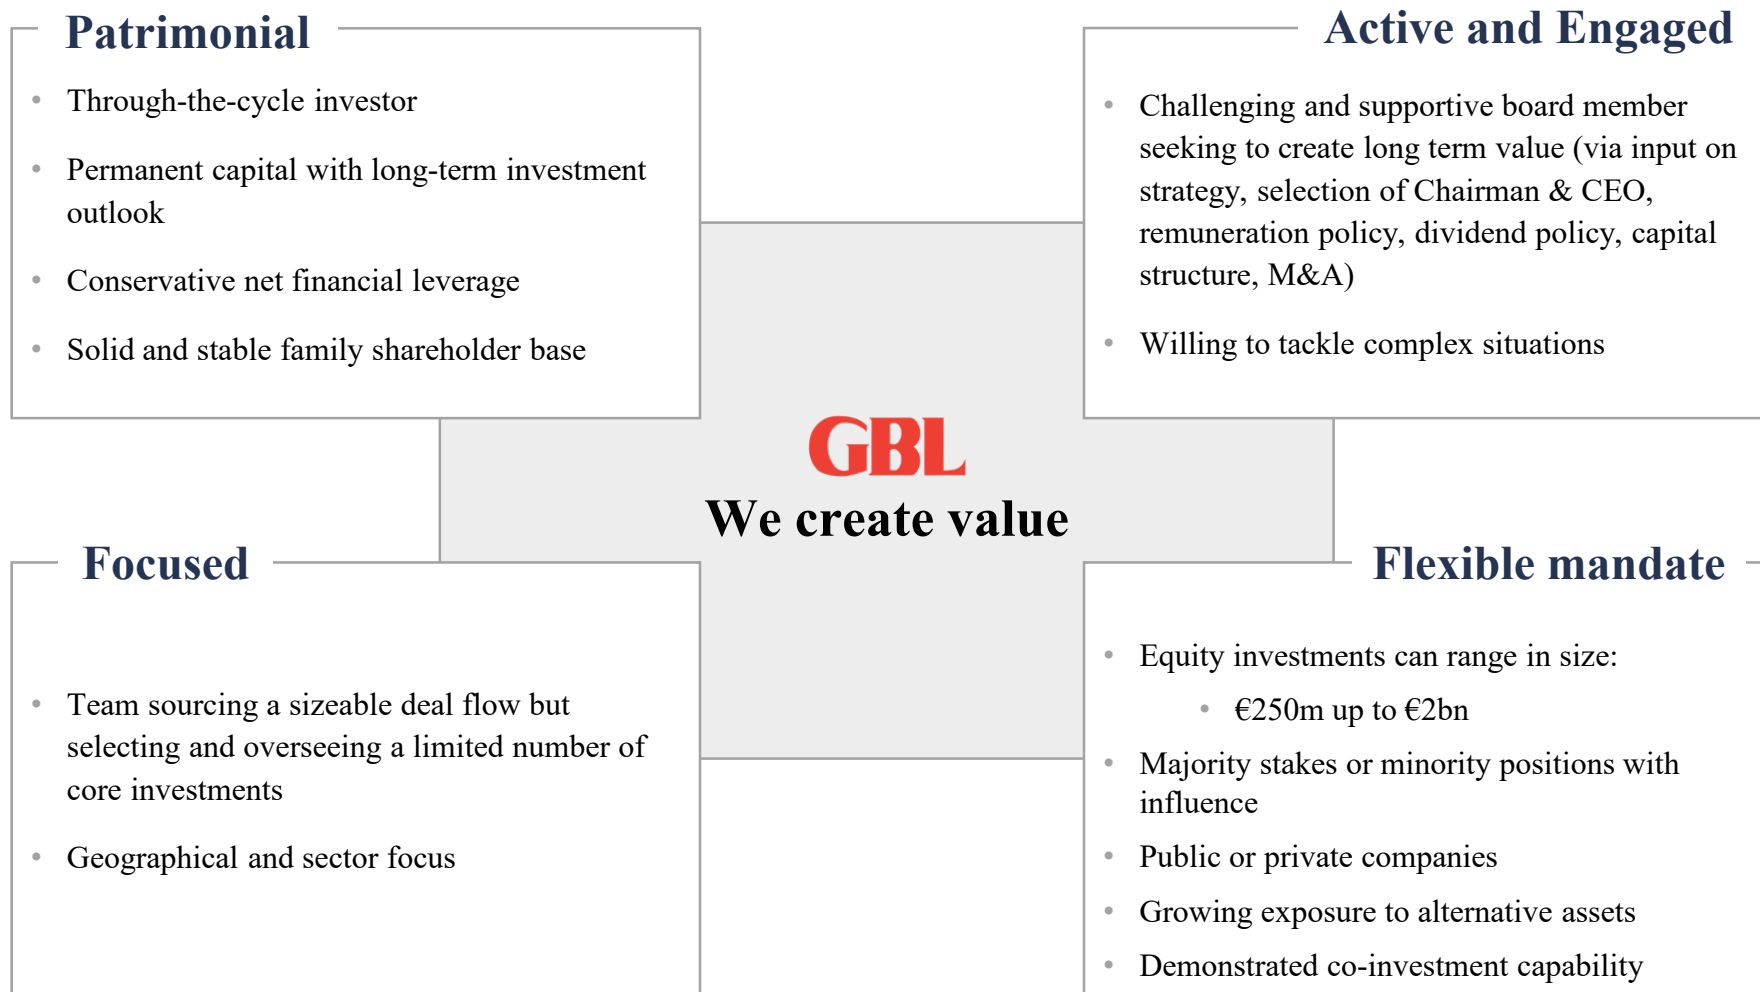 Patrimonial
• Through-the-cycle investor
• Permanent capital with long-term investment
outlook
• Conservative net financial leverage
• Solid and stable family shareholder base
Active and Engaged
• Challenging and supportive board member
seeking to create long term value (via input on
strategy, selection of Chairman & CEO,
remuneration policy, dividend policy, capital
structure, M&A)
• Willing to tackle complex situations
GBL
We create value
Focused
• Team sourcing a sizeable deal flow but
selecting and overseeing a limited number of
core investments
• Geographical and sector focus
Flexible mandate
• Equity investments can range in size:
• €250m up to €2bn
• Majority stakes or minority positions with
influence
• Public or private companies
• Growing exposure to alternative assets
• Demonstrated co-investment capability